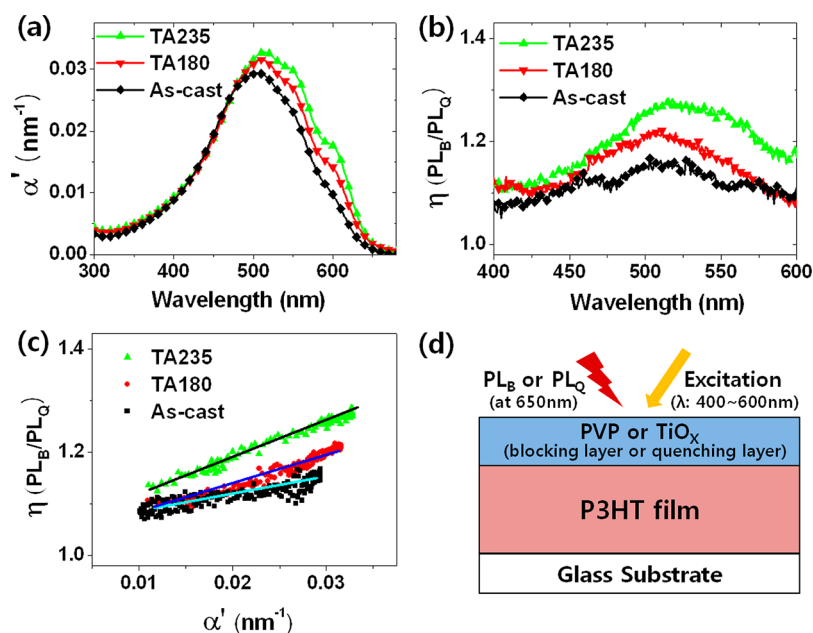 (a)
TA235
TA180
As-cast
α' (nm⁻¹)
0.03
0.02
0.01
0.00
300
400
500
600
Wavelength (nm)
(b)
TA235
TA180
As-cast
η (PL_B/PL_Q)
1.4
1.2
1.0
400
450
500
550
600
Wavelength (nm)
(c)
TA235
TA180
As-cast
η (PL_B/PL_Q)
1.4
1.2
1.0
0.01
0.02
0.03
α' (nm⁻¹)
(d)
PL_B or PL_Q
(at 650nm)
Excitation
(λ: 400~600nm)
PVP or TiO_X
(blocking layer or quenching layer)
P3HT film
Glass Substrate